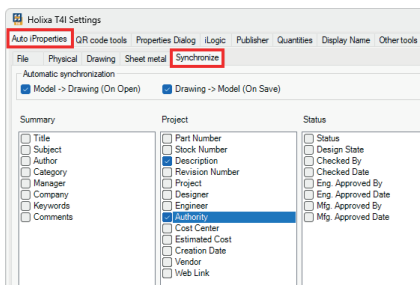 Holixa T4I Settings
Auto iProperties QR code tools Properties Dialog iLogic Publisher Quantities Display Name Other tools
File Physical Drawing Sheet metal Synchronize
Automatic synchronization
Model -> Drawing (On Open) Drawing -> Model (On Save)
Summary Project Status
Title Part Number Status
Subject Stock Number Design State
Author Description Checked By
Category Revision Number Checked Date
Manager Project Eng. Approved By
Company Designer Eng. Approved Date
Keywords Engineer Mfg. Approved By
Comments Authority Mfg. Approved Date
Cost Center
Estimated Cost
Creation Date
Vendor
Web Link